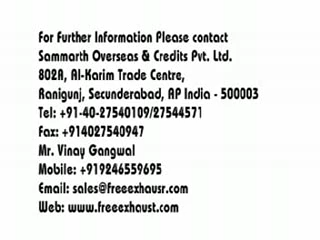 For Further Information Please contact
Sammarth Overseas & Credits Pvt. Ltd.
802A, Al-Karim Trade Centre,
Ranigunj, Secunderabad, AP India - 500003
Tel: +91-40-27540109/27544571
Fax: +914027540947
Mr. Vinay Gangwal
Mobile: +919246559695
Email: sales@freeexhausr.com
Web: www.freeexhaust.com